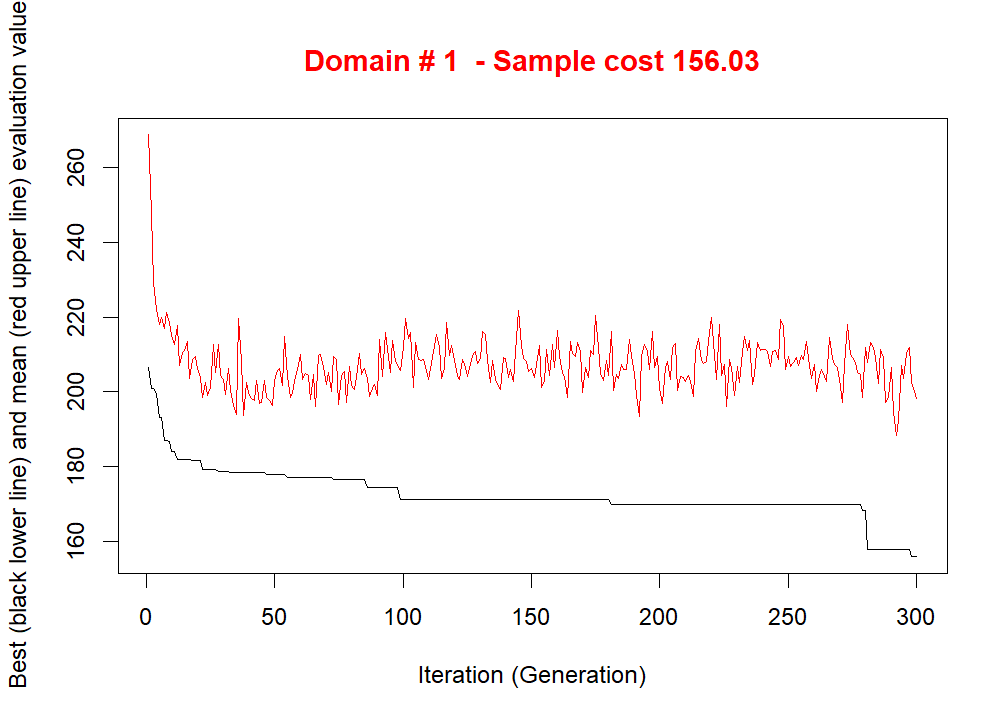 Domain # 1  - Sample cost 156.03
Best (black lower line) and mean (red upper line) evaluation value
260
240
220
200
180
160
0 50 100 150 200 250 300
Iteration (Generation)